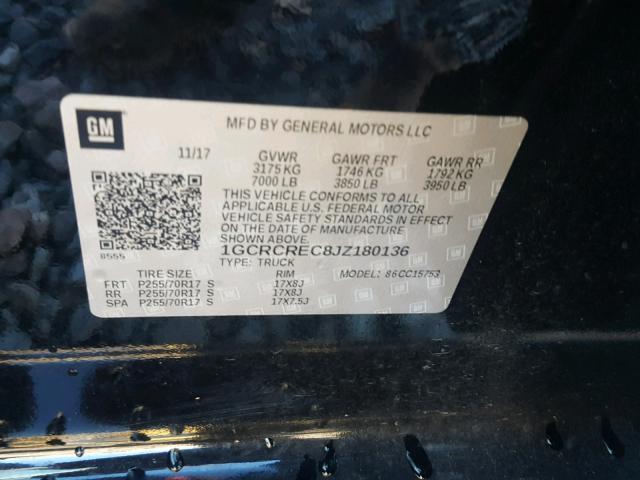 GM
MFD BY GENERAL MOTORS LLC
11/17 GVWR GAWR FRT GAWR RR
3175 KG 1746 KG 1792 KG
7000 LB 3850 LB 3950 LB
THIS VEHICLE CONFORMS TO ALL
APPLICABLE U.S. FEDERAL MOTOR
VEHICLE SAFETY STANDARDS IN EFFECT
ON THE DATE OF MANUFACTURE
SHOWN ABOVE.
8555 1GCRCREC8JZ180136
TYPE: TRUCK
TIRE SIZE RIM MODEL: 86CC15753
FRT P255/70R17 S 17X8J
RR P255/70R17 S 17X8J
SPA P255/70R17 S 17X7.5J